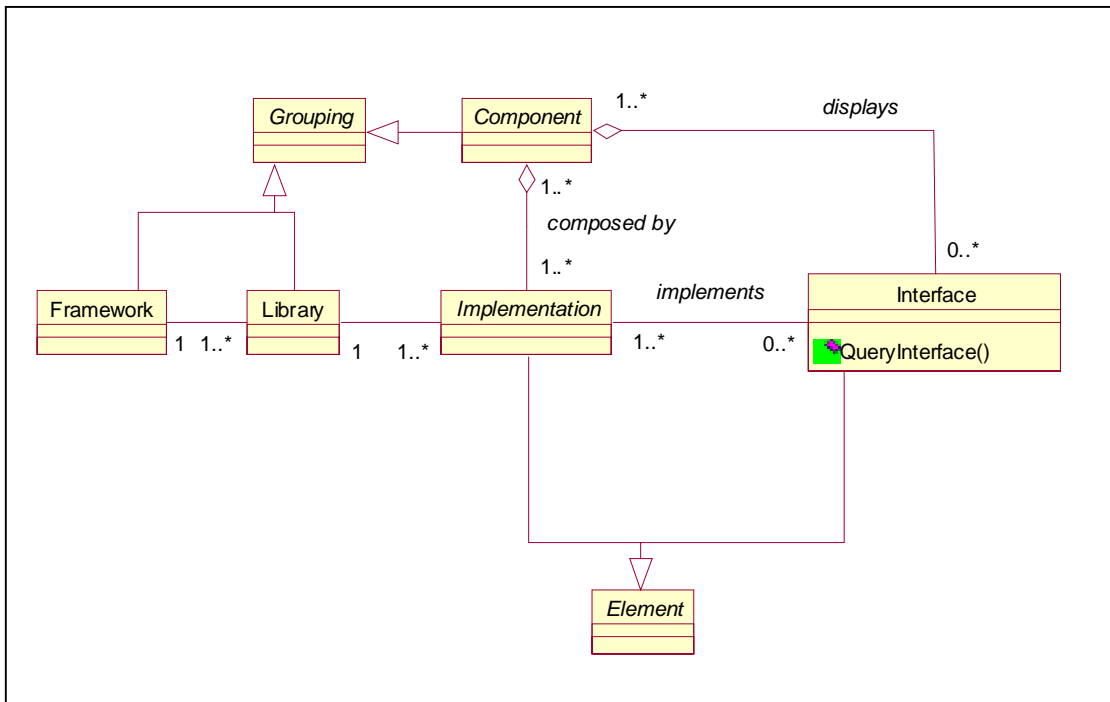 1..*
displays
Grouping
Component
1..*
composed by
1..*
0..*
implements
Framework
Library
Implementation
Interface
1
1..*
1
1..*
1..*
0..*
QueryInterface()
Element